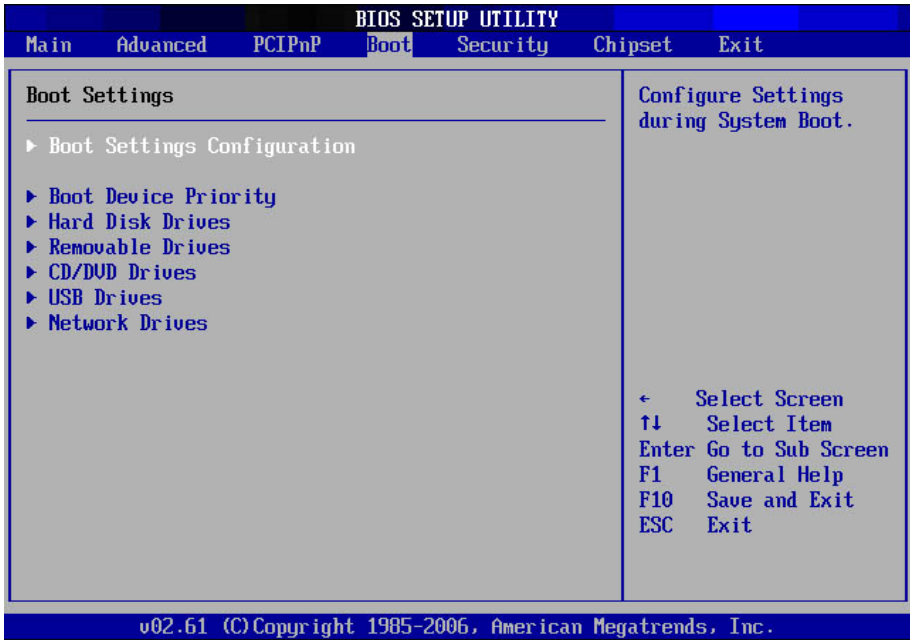 BIOS SETUP UTILITY
Main Advanced PCIPnP Boot Security Chipset Exit
Boot Settings
▶ Boot Settings Configuration
▶ Boot Device Priority
▶ Hard Disk Drives
▶ Removable Drives
▶ CD/DVD Drives
▶ USB Drives
▶ Network Drives
Configure Settings
during System Boot.
← Select Screen
↑↓ Select Item
Enter Go to Sub Screen
F1 General Help
F10 Save and Exit
ESC Exit
v02.61 (C)Copyright 1985-2006, American Megatrends, Inc.